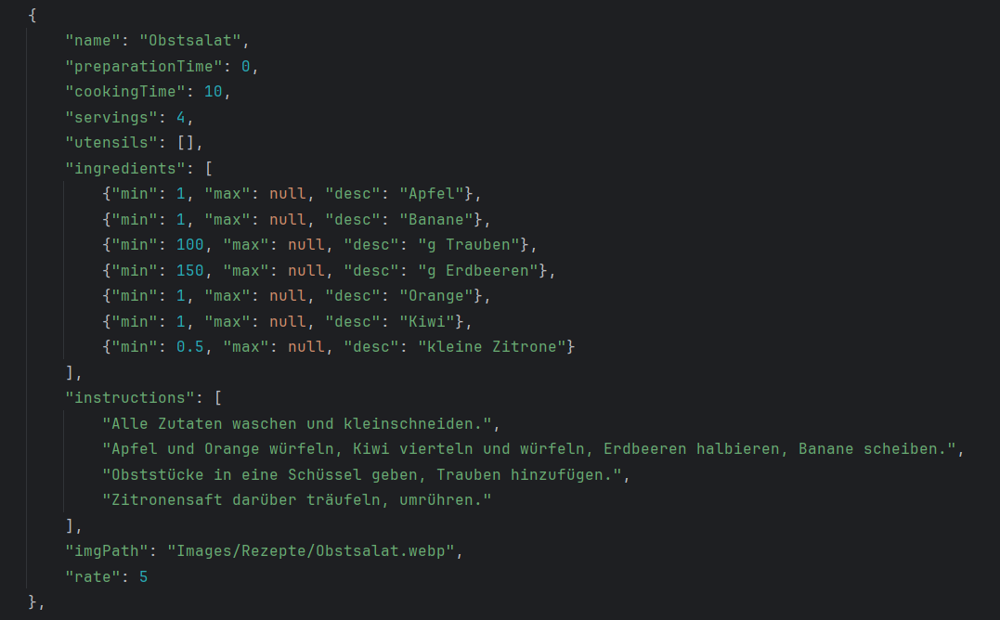 {
    "name": "Obstsalat",
    "preparationTime": 0,
    "cookingTime": 10,
    "servings": 4,
    "utensils": [],
    "ingredients": [
        {"min": 1, "max": null, "desc": "Apfel"},
        {"min": 1, "max": null, "desc": "Banane"},
        {"min": 100, "max": null, "desc": "g Trauben"},
        {"min": 150, "max": null, "desc": "g Erdbeeren"},
        {"min": 1, "max": null, "desc": "Orange"},
        {"min": 1, "max": null, "desc": "Kiwi"},
        {"min": 0.5, "max": null, "desc": "kleine Zitrone"}
    ],
    "instructions": [
        "Alle Zutaten waschen und kleinschneiden.",
        "Apfel und Orange würfeln, Kiwi vierteln und würfeln, Erdbeeren halbieren, Banane scheiben.",
        "Obststücke in eine Schüssel geben, Trauben hinzufügen.",
        "Zitronensaft darüber träufeln, umrühren."
    ],
    "imgPath": "Images/Rezepte/Obstsalat.webp",
    "rate": 5
},